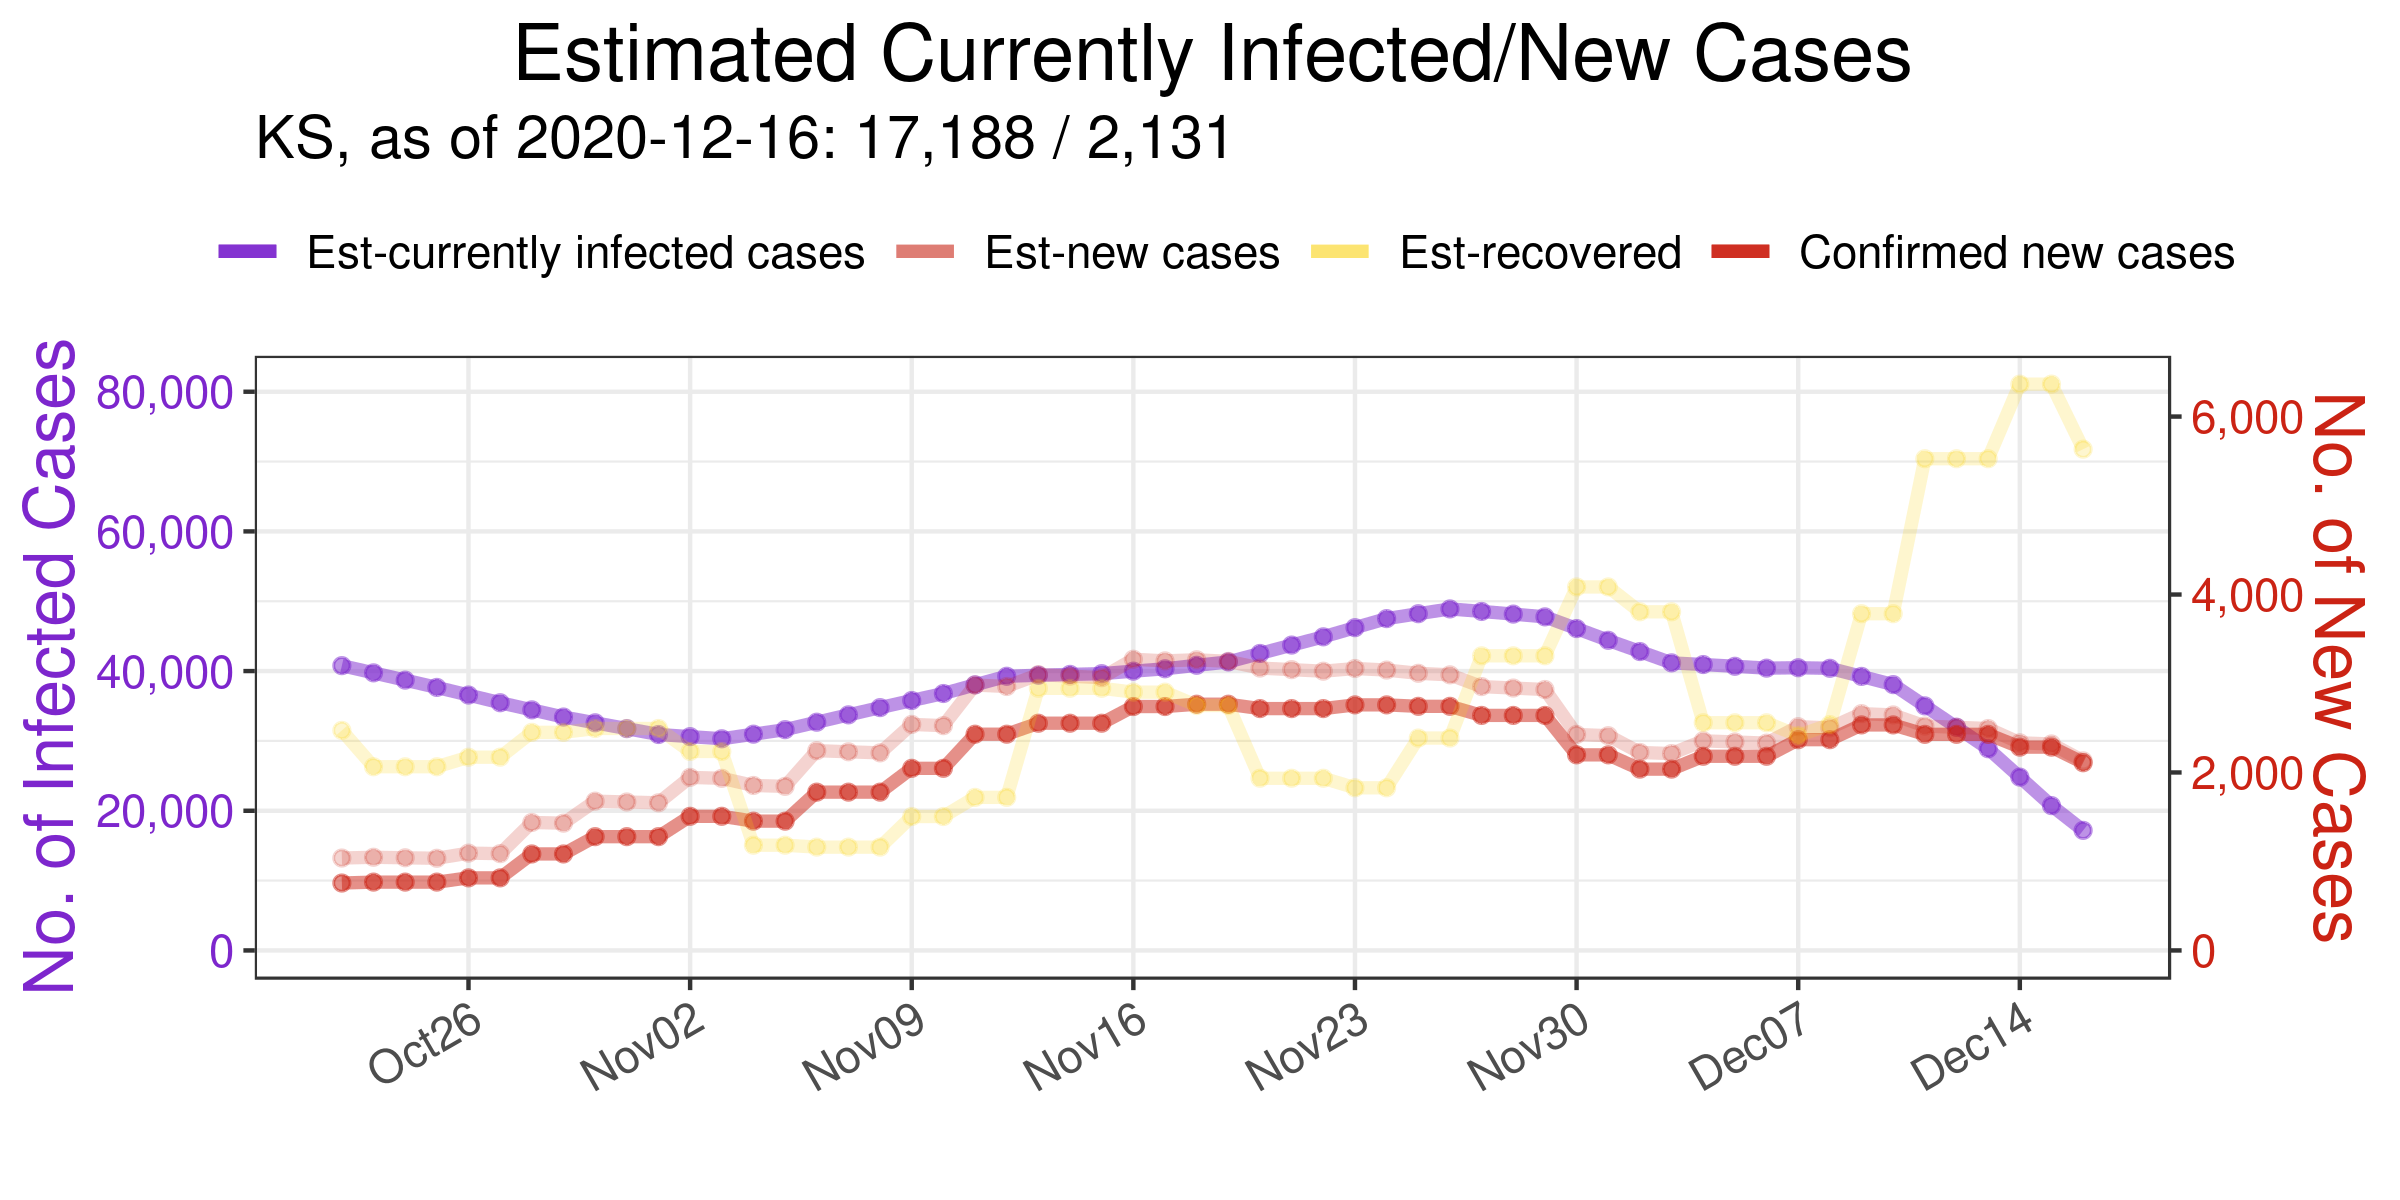 Estimated Currently Infected/New Cases
KS, as of 2020-12-16: 17,188 / 2,131
Est-currently infected cases Est-new cases Est-recovered Confirmed new cases
No. of Infected Cases
80,000
60,000
40,000
20,000
0
6,000
4,000
2,000
0
No. of New Cases
Oct26 Nov02 Nov09 Nov16 Nov23 Nov30 Dec07 Dec14